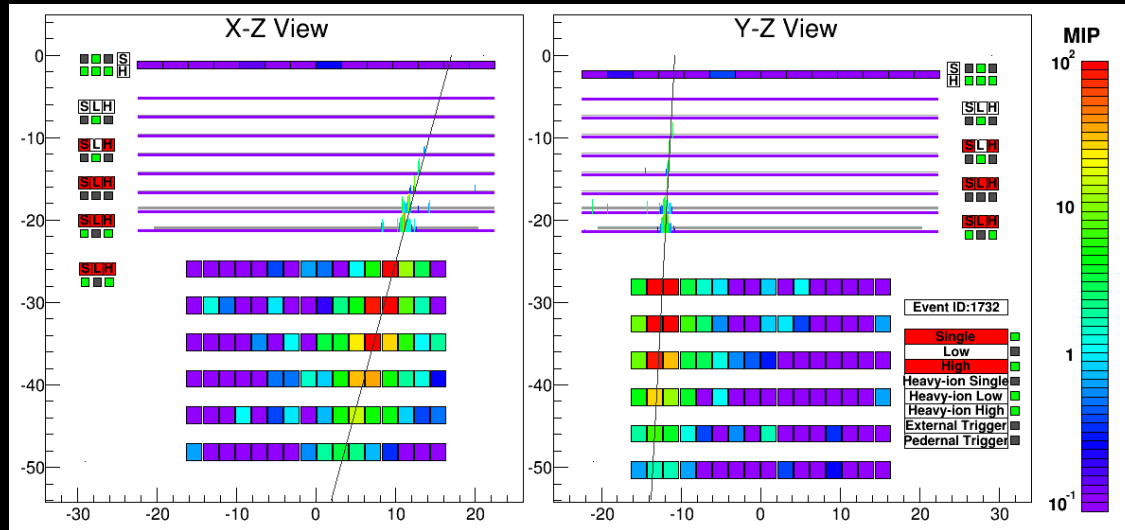 X-Z View
Y-Z View
MIP
0
-10
-20
-30
-40
-50
-30
-20
-10
0
10
20
S
H
S L H
S L H
S L H
S L H
S L H
0
-10
-20
-30
-40
-50
-20
-10
0
10
20
30
S
H
S L H
S L H
S L H
S L H
Event ID:1732
Single
Low
High
Heavy-ion Single
Heavy-ion Low
Heavy-ion High
External Trigger
Pedernal Trigger
10²
10
1
10⁻¹